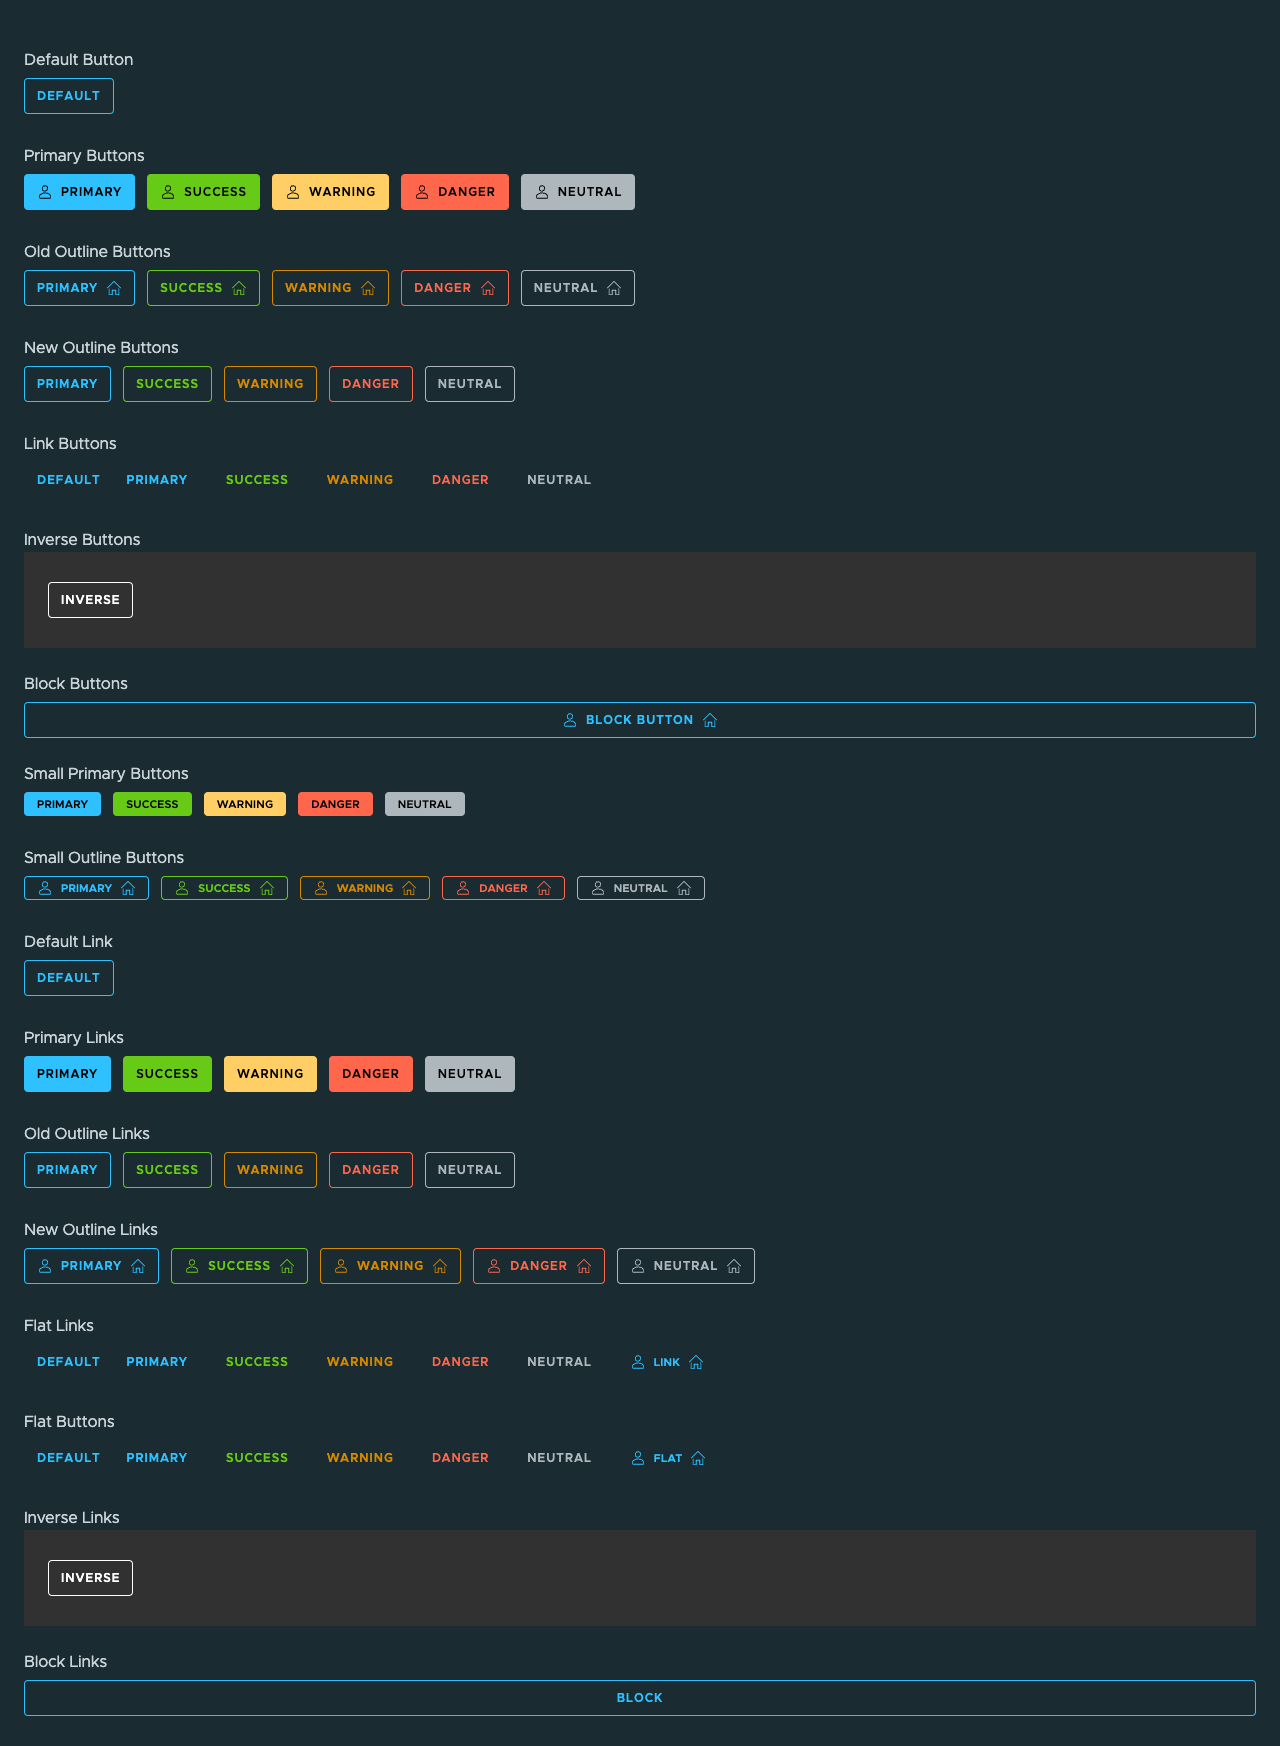 Default Button
DEFAULT
Primary Buttons
PRIMARY SUCCESS WARNING DANGER NEUTRAL
Old Outline Buttons
PRIMARY SUCCESS WARNING DANGER NEUTRAL
New Outline Buttons
PRIMARY SUCCESS WARNING DANGER NEUTRAL
Link Buttons
DEFAULT PRIMARY SUCCESS WARNING DANGER NEUTRAL
Inverse Buttons
INVERSE
Block Buttons
BLOCK BUTTON
Small Primary Buttons
PRIMARY SUCCESS WARNING DANGER NEUTRAL
Small Outline Buttons
PRIMARY SUCCESS WARNING DANGER NEUTRAL
Default Link
DEFAULT
Primary Links
PRIMARY SUCCESS WARNING DANGER NEUTRAL
Old Outline Links
PRIMARY SUCCESS WARNING DANGER NEUTRAL
New Outline Links
PRIMARY SUCCESS WARNING DANGER NEUTRAL
Flat Links
DEFAULT PRIMARY SUCCESS WARNING DANGER NEUTRAL LINK
Flat Buttons
DEFAULT PRIMARY SUCCESS WARNING DANGER NEUTRAL FLAT
Inverse Links
INVERSE
Block Links
BLOCK